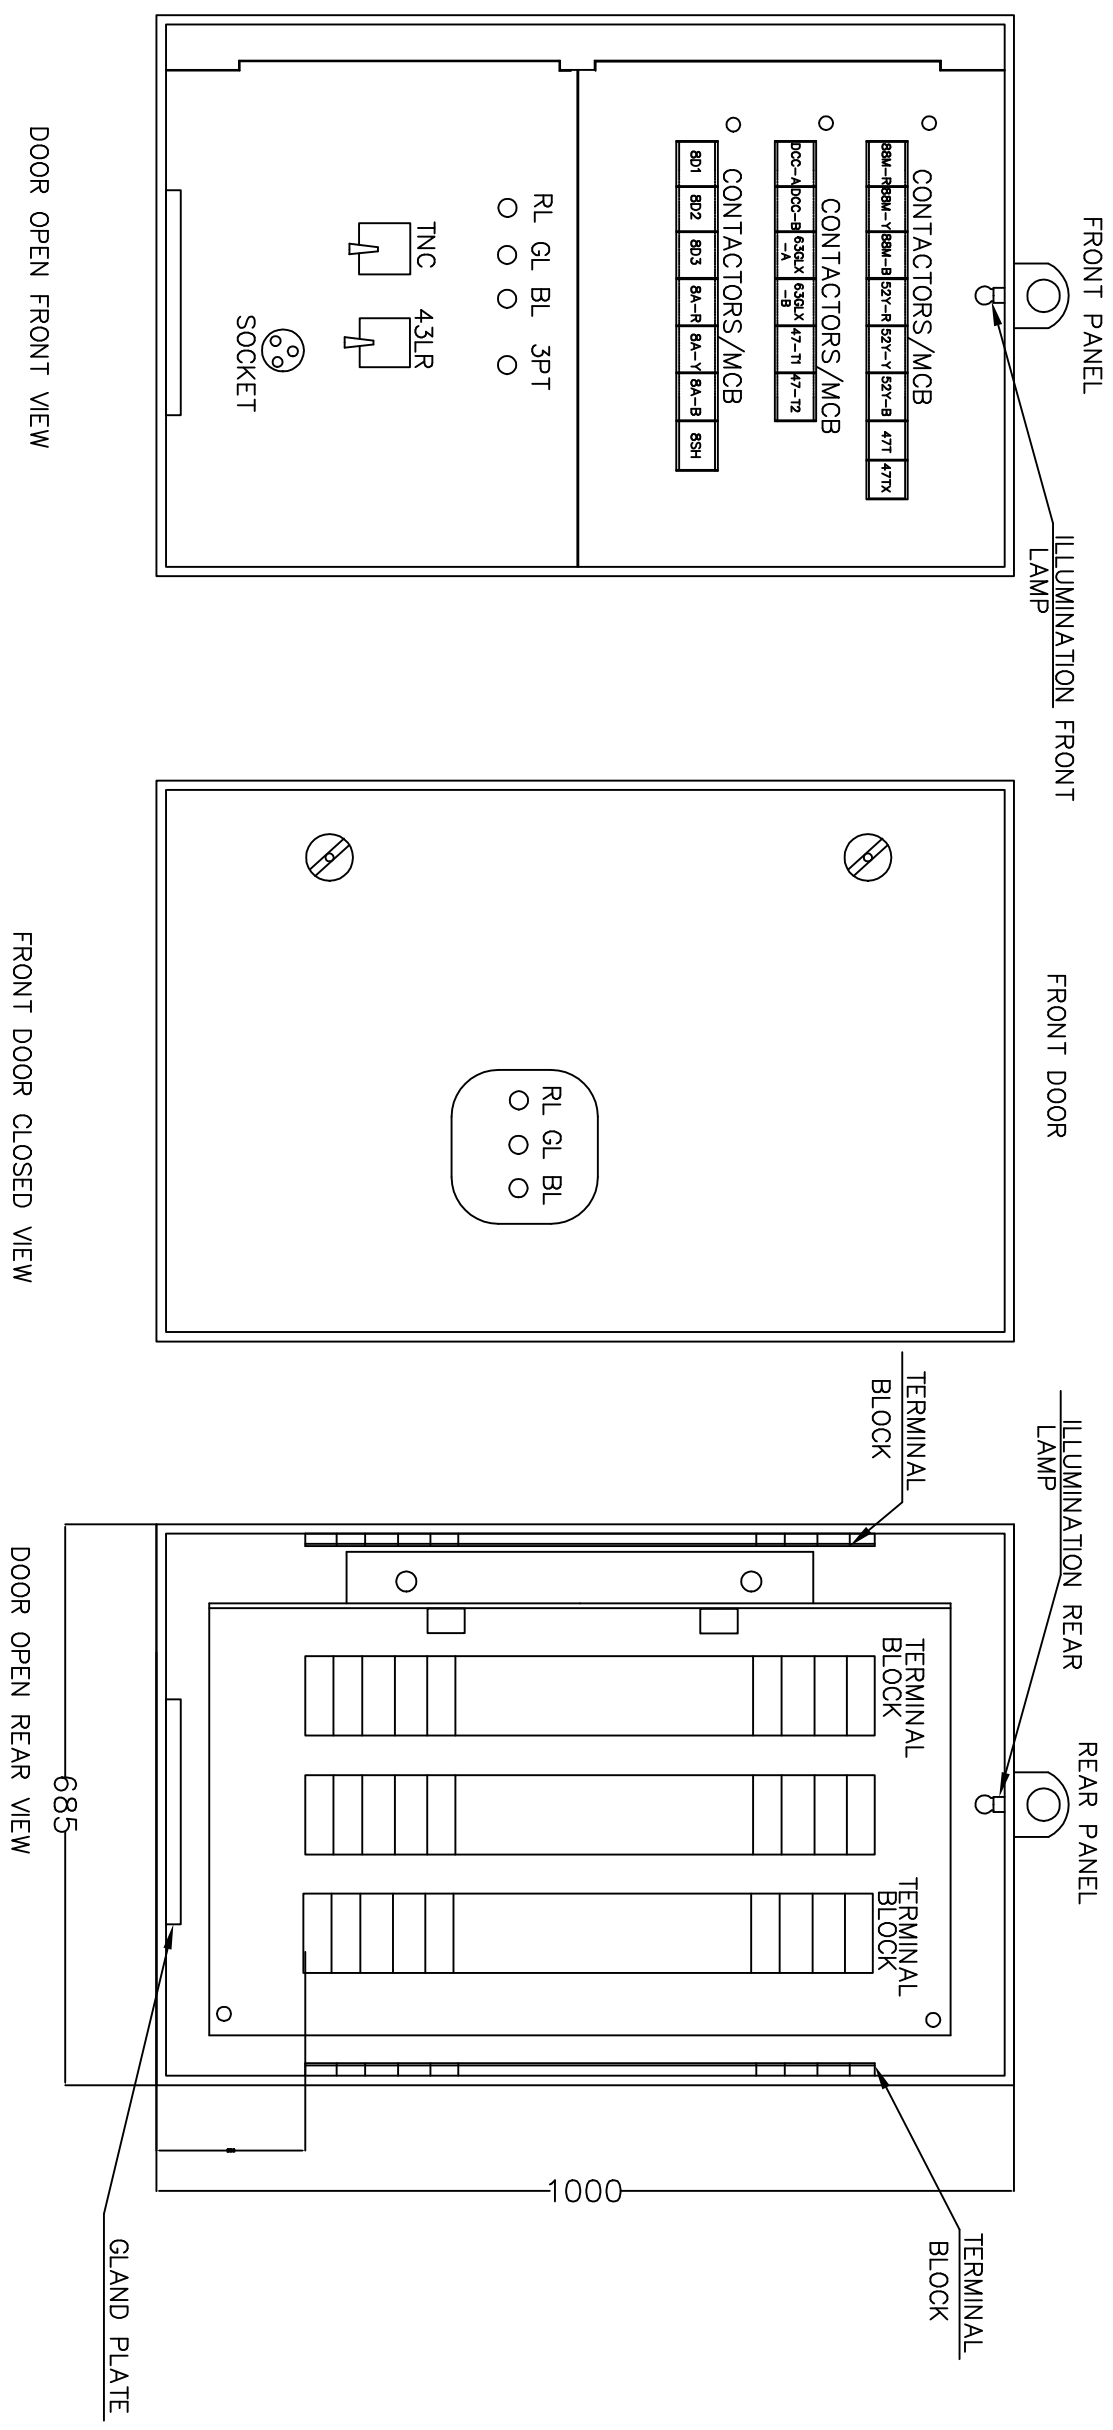 FRONT PANEL
ILLUMINATION FRONT
LAMP
CONTACTORS/MCB
88M-R 88M-Y 88M-B 52Y-R 52Y-Y 52Y-B 47T 47TX
CONTACTORS/MCB
DCC-A DCC-B 63GLX-A 63GLX-B 47-T1 47-T2
CONTACTORS/MCB
8D1 8D2 8D3 8A-R 8A-Y 8A-B 8SH
RL GL BL 3PT
TNC 43LR
SOCKET
DOOR OPEN FRONT VIEW
FRONT DOOR
RL GL BL
FRONT DOOR CLOSED VIEW
REAR PANEL
ILLUMINATION REAR
LAMP
TERMINAL
BLOCK
TERMINAL
BLOCK
TERMINAL
BLOCK
TERMINAL
BLOCK
1000
GLAND PLATE
685
DOOR OPEN REAR VIEW